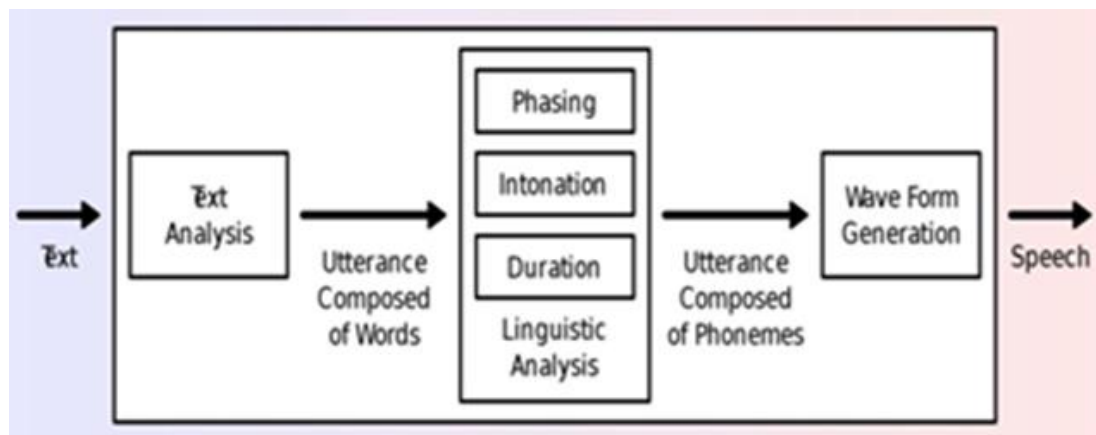 Text
Text
Analysis
Utterance
Composed
of Words
Phasing
Intonation
Duration
Linguistic
Analysis
Utterance
Composed
of Phonemes
Wave Form
Generation
Speech